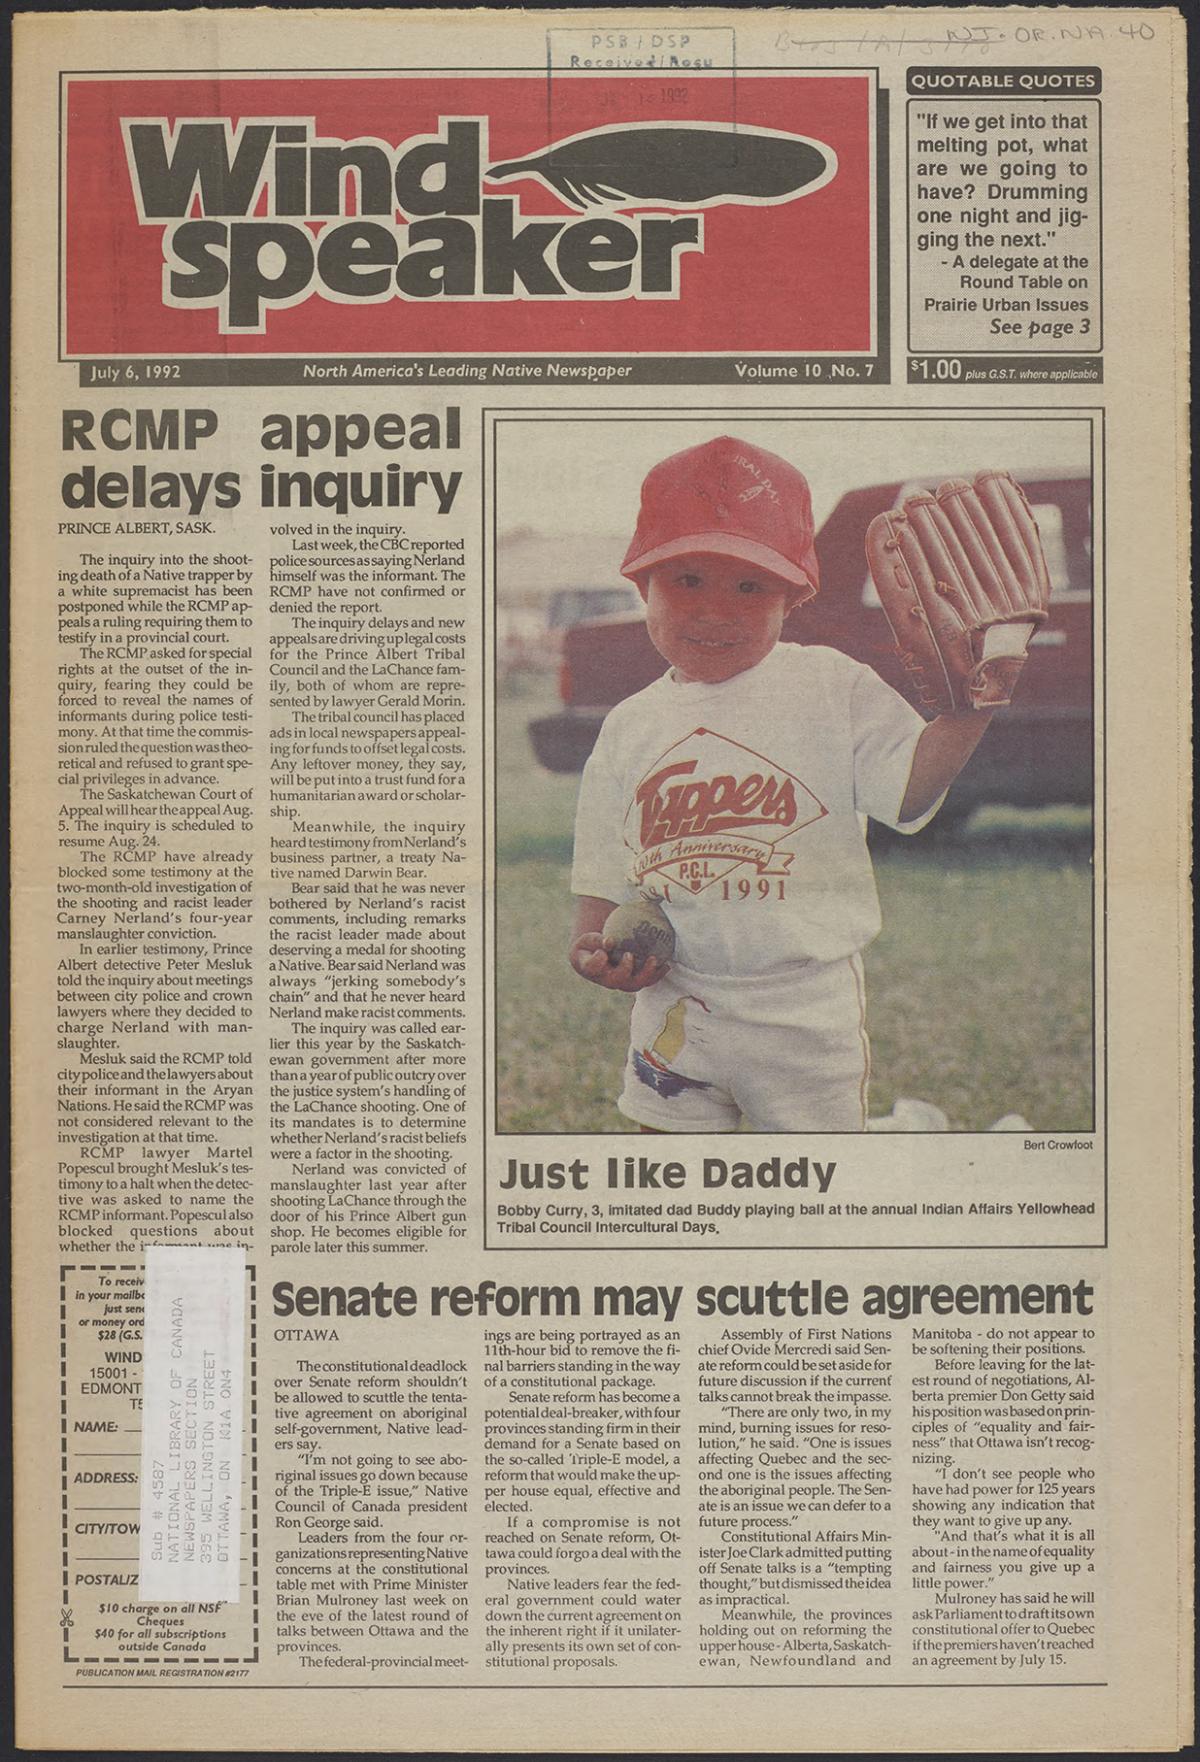 PSB / DSP
Received/Reçu
1992
NJ.OR.NA.40
Wind
speaker
July 6, 1992 North America's Leading Native Newspaper Volume 10 No. 7
QUOTABLE QUOTES
"If we get into that
melting pot, what
are we going to
have? Drumming
one night and jig-
ging the next."
- A delegate at the
Round Table on
Prairie Urban Issues
See page 3
$1.00 plus G.S.T. where applicable
RCMP appeal
delays inquiry
PRINCE ALBERT, SASK.
The inquiry into the shoot-
ing death of a Native trapper by
a white supremacist has been
postponed while the RCMP ap-
peals a ruling requiring them to
testify in a provincial court.
The RCMP asked for special
rights at the outset of the in-
quiry, fearing they could be
forced to reveal the names of
informants during police testi-
mony. At that time the commis-
sion ruled the question was theo-
retical and refused to grant spe-
cial privileges in advance.
The Saskatchewan Court of
Appeal will hear the appeal Aug.
5. The inquiry is scheduled to
resume Aug. 24.
The RCMP have already
blocked some testimony at the
two-month-old investigation of
the shooting and racist leader
Carney Nerland's four-year
manslaughter conviction.
In earlier testimony, Prince
Albert detective Peter Mesluk
told the inquiry about meetings
between city police and crown
lawyers where they decided to
charge Nerland with man-
slaughter.
Mesluk said the RCMP told
city police and the lawyers about
their informant in the Aryan
Nations. He said the RCMP was
not considered relevant to the
investigation at that time.
RCMP lawyer Martel
Popescul brought Mesluk's tes-
timony to a halt when the detec-
tive was asked to name the
RCMP informant. Popescul also
blocked questions about
whether the informant was in-
volved in the inquiry.
Last week, the CBC reported
police sources as saying Nerland
himself was the informant. The
RCMP have not confirmed or
denied the report.
The inquiry delays and new
appeals are driving up legal costs
for the Prince Albert Tribal
Council and the LaChance fam-
ily, both of whom are repre-
sented by lawyer Gerald Morin.
The tribal council has placed
ads in local newspapers appeal-
ing for funds to offset legal costs.
Any leftover money, they say,
will be put into a trust fund for a
humanitarian award or scholar-
ship.
Meanwhile, the inquiry
heard testimony from Nerland's
business partner, a treaty Na-
tive named Darwin Bear.
Bear said that he was never
bothered by Nerland's racist
comments, including remarks
the racist leader made about
deserving a medal for shooting
a Native. Bear said Nerland was
always "jerking somebody's
chain" and that he never heard
Nerland make racist comments.
The inquiry was called ear-
lier this year by the Saskatch-
ewan government after more
than a year of public outcry over
the justice system's handling of
the LaChance shooting. One of
its mandates is to determine
whether Nerland's racist beliefs
were a factor in the shooting.
Nerland was convicted of
manslaughter last year after
shooting LaChance through the
door of his Prince Albert gun
shop. He becomes eligible for
parole later this summer.
Tuppers
10th Anniversary
P.C.L.
1991
Bert Crowfoot
Just like Daddy
Bobby Curry, 3, imitated dad Buddy playing ball at the annual Indian Affairs Yellowhead
Tribal Council Intercultural Days.
To receiv
in your mailbo
just send
or money ord
$28 (G.S.
WIND
15001 -
EDMONT
T5
NAME:
ADDRESS:
CITY/TOW
POSTAL/Z
$10 charge on all NSF
Cheques
$40 for all subscriptions
outside Canada
PUBLICATION MAIL REGISTRATION #2177
Sub # 4587
NATIONAL LIBRARY OF CANADA
NEWSPAPERS SECTION
395 WELLINGTON STREET
OTTAWA, ON K1A 0N4
Senate reform may scuttle agreement
OTTAWA
The constitutional deadlock
over Senate reform shouldn't
be allowed to scuttle the tenta-
tive agreement on aboriginal
self-government, Native lead-
ers say.
"I'm not going to see abo-
riginal issues go down because
of the Triple-E issue," Native
Council of Canada president
Ron George said.
Leaders from the four or-
ganizations representing Native
concerns at the constitutional
table met with Prime Minister
Brian Mulroney last week on
the eve of the latest round of
talks between Ottawa and the
provinces.
The federal-provincial meet-
ings are being portrayed as an
11th-hour bid to remove the fi-
nal barriers standing in the way
of a constitutional package.
Senate reform has become a
potential deal-breaker, with four
provinces standing firm in their
demand for a Senate based on
the so-called Triple-E model, a
reform that would make the up-
per house equal, effective and
elected.
If a compromise is not
reached on Senate reform, Ot-
tawa could forgo a deal with the
provinces.
Native leaders fear the fed-
eral government could water
down the current agreement on
the inherent right if it unilater-
ally presents its own set of con-
stitutional proposals.
Assembly of First Nations
chief Ovide Mercredi said Sen-
ate reform could be set aside for
future discussion if the current
talks cannot break the impasse.
"There are only two, in my
mind, burning issues for reso-
lution," he said. "One is issues
affecting Quebec and the sec-
ond one is the issues affecting
the aboriginal people. The Sen-
ate is an issue we can defer to a
future process."
Constitutional Affairs Min-
ister Joe Clark admitted putting
off Senate talks is a "tempting
thought," but dismissed the idea
as impractical.
Meanwhile, the provinces
holding out on reforming the
upper house - Alberta, Saskatch-
ewan, Newfoundland and
Manitoba - do not appear to
be softening their positions.
Before leaving for the lat-
est round of negotiations, Al-
berta premier Don Getty said
his position was based on prin-
ciples of "equality and fair-
ness" that Ottawa isn't recog-
nizing.
"I don't see people who
have had power for 125 years
showing any indication that
they want to give up any.
"And that's what it is all
about - in the name of equality
and fairness you give up a
little power."
Mulroney has said he will
ask Parliament to draft its own
constitutional offer to Quebec
if the premiers haven't reached
an agreement by July 15.